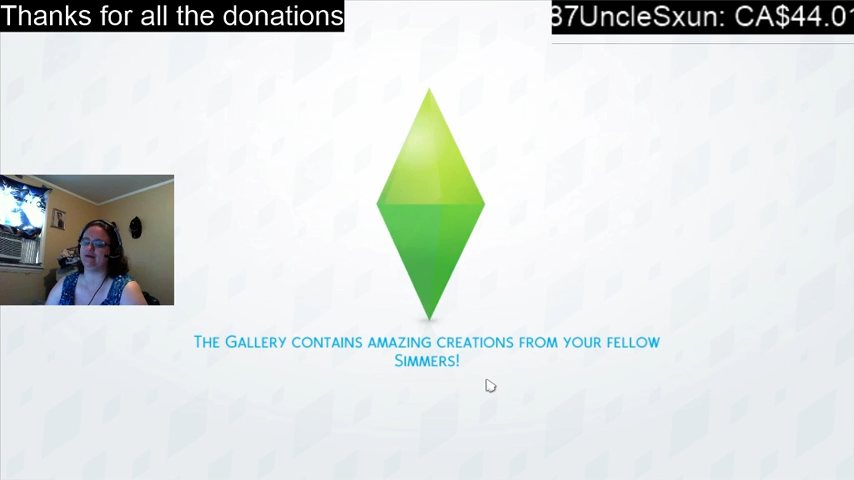 Thanks for all the donations
87UncleSxun: CA$44.01
THE GALLERY CONTAINS AMAZING CREATIONS FROM YOUR FELLOW
SIMMERS!